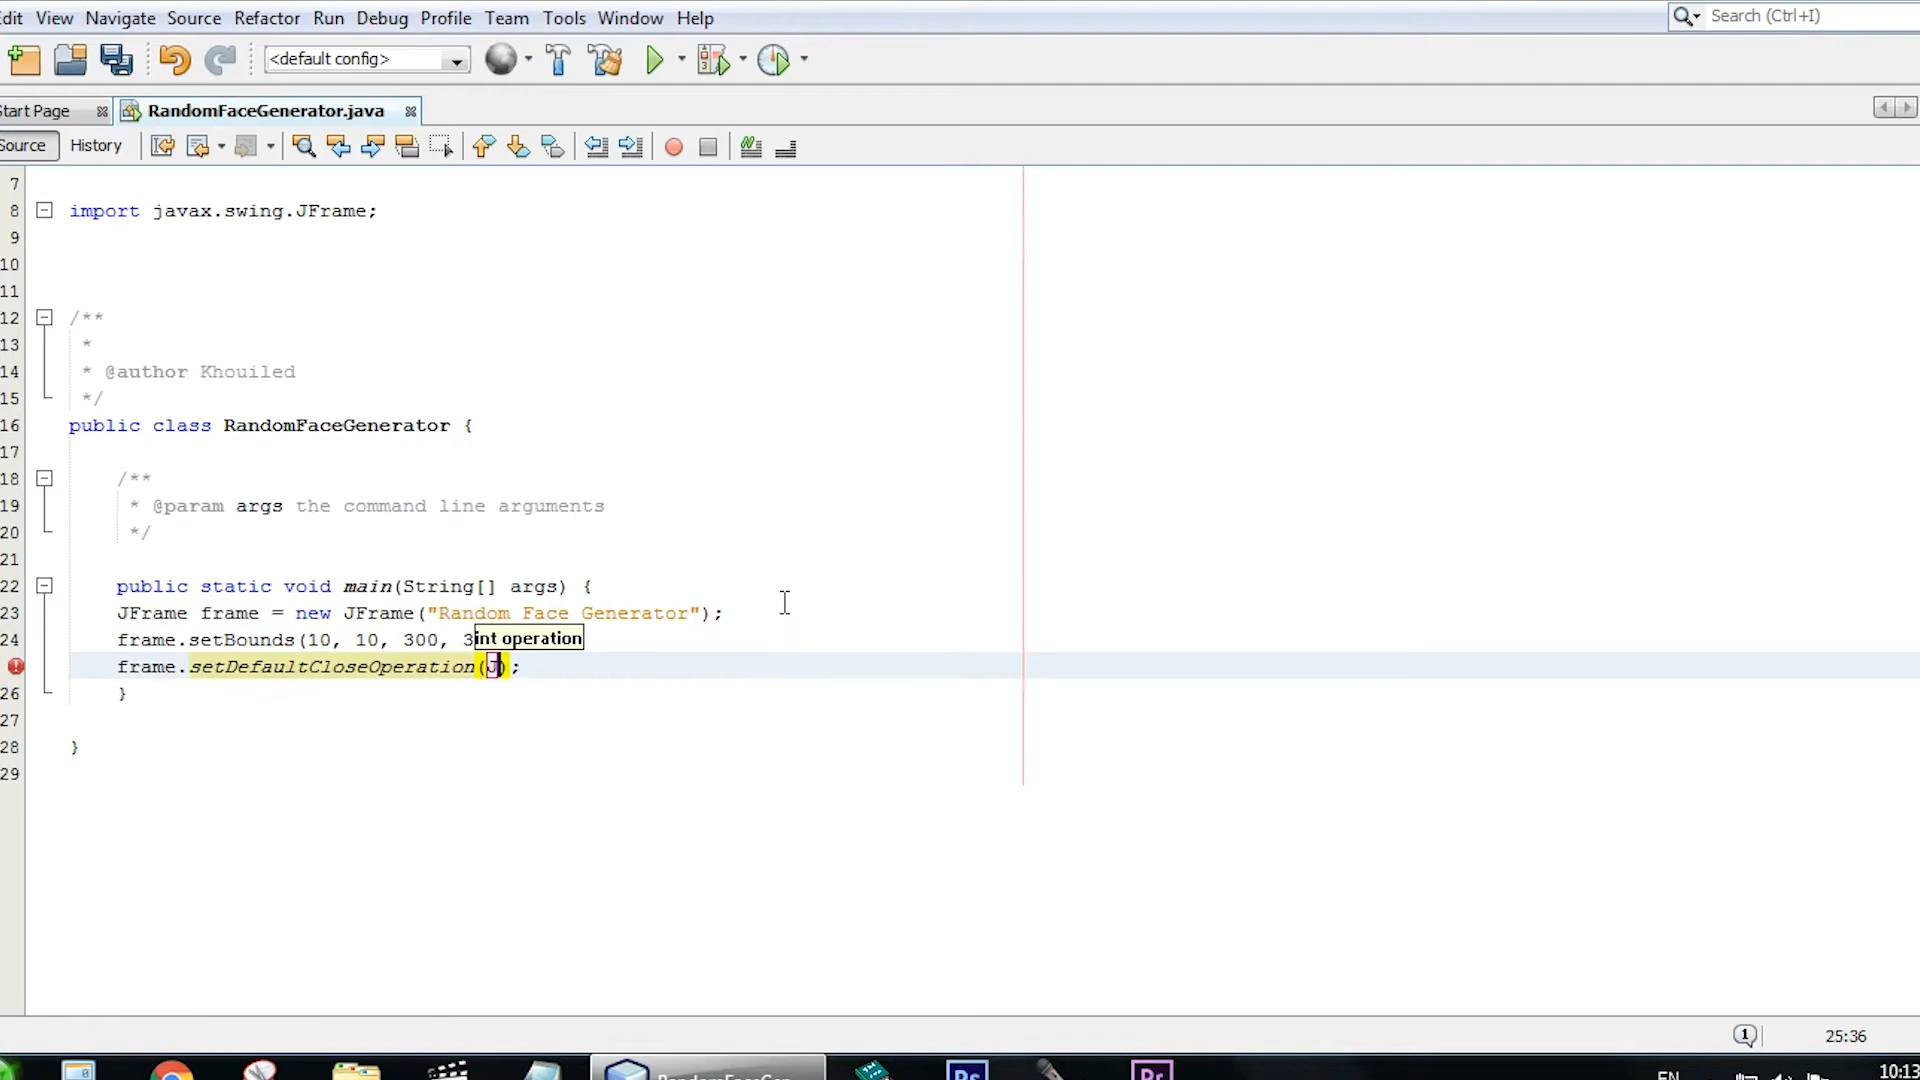 dit View Navigate Source Refactor Run Debug Profile Team Tools Window Help
Search (Ctrl+I)
<default config>
Start Page RandomFaceGenerator.java
Source History
7
8 import javax.swing.JFrame;
9
10
11
12 /**
13 *
14 * @author Khouiled
15 */
16 public class RandomFaceGenerator {
17
18 /**
19 * @param args the command line arguments
20 */
21
22 public static void main(String[] args) {
23 JFrame frame = new JFrame("Random Face Generator");
24 frame.setBounds(10, 10, 300, 3
int operation
frame.setDefaultCloseOperation(J);
26 }
27
28 }
29
1 25:36
Ps Pr EN 10:13